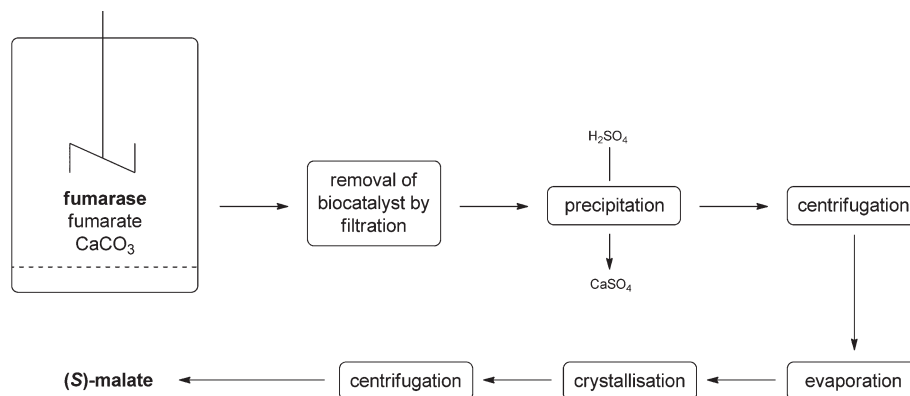 fumarase
fumarate
CaCO₃
removal of
biocatalyst by
filtration
H₂SO₄
precipitation
CaSO₄
centrifugation
evaporation
crystallisation
centrifugation
(S)-malate